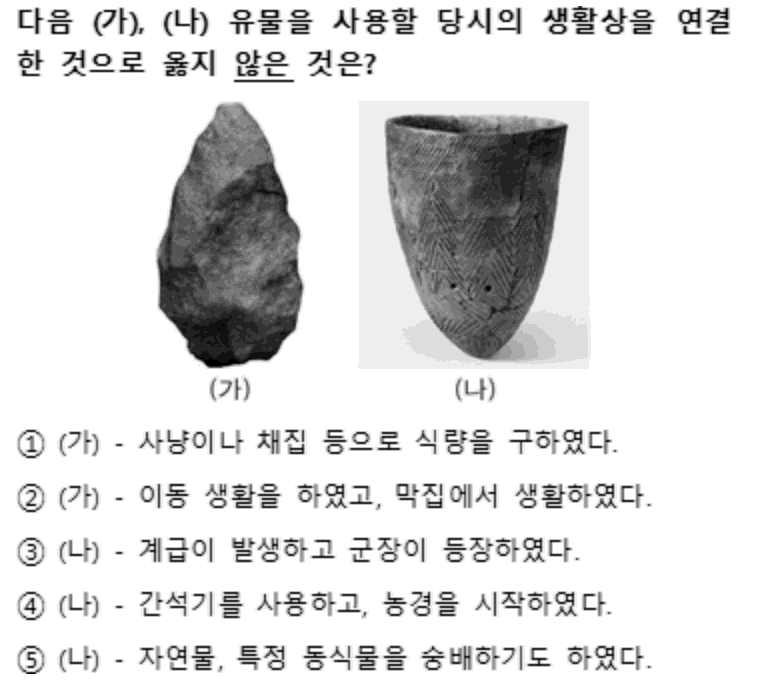 다음 (가), (나) 유물을 사용할 당시의 생활상을 연결
한 것으로 옳지 않은 것은?
(가)
(나)
① (가) - 사냥이나 채집 등으로 식량을 구하였다.
② (가) - 이동 생활을 하였고, 막집에서 생활하였다.
③ (나) - 계급이 발생하고 군장이 등장하였다.
④ (나) - 간석기를 사용하고, 농경을 시작하였다.
⑤ (나) - 자연물, 특정 동식물을 숭배하기도 하였다.